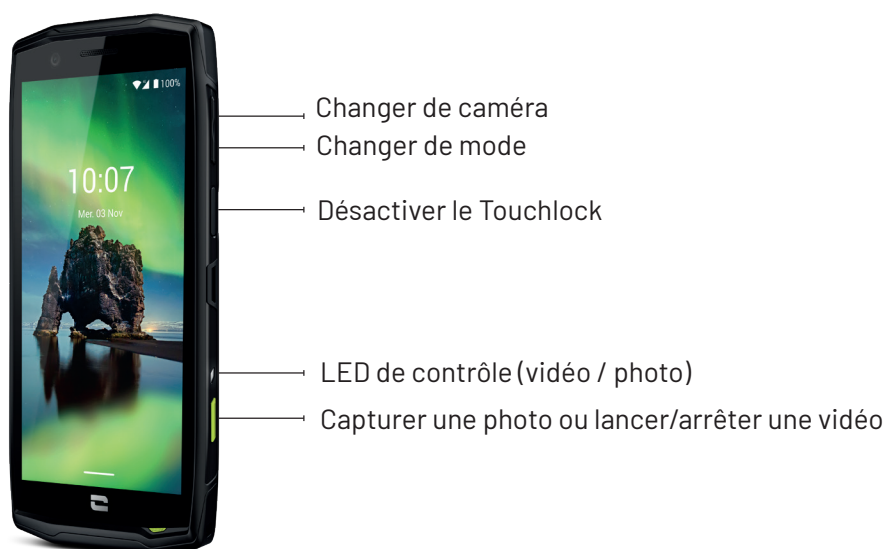 100%
Changer de caméra
Changer de mode
10:07
Mer. 03 Nov
Désactiver le Touchlock
LED de contrôle (vidéo / photo)
Capturer une photo ou lancer/arrêter une vidéo